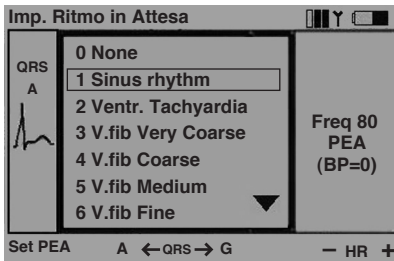 Imp. Ritmo in Attesa
QRS
A
0 None
1 Sinus rhythm
2 Ventr. Tachyardia
3 V.fib Very Coarse
4 V.fib Coarse
5 V.fib Medium
6 V.fib Fine
Freq 80
PEA
(BP=0)
Set PEA
A ←QRS→ G
− HR +